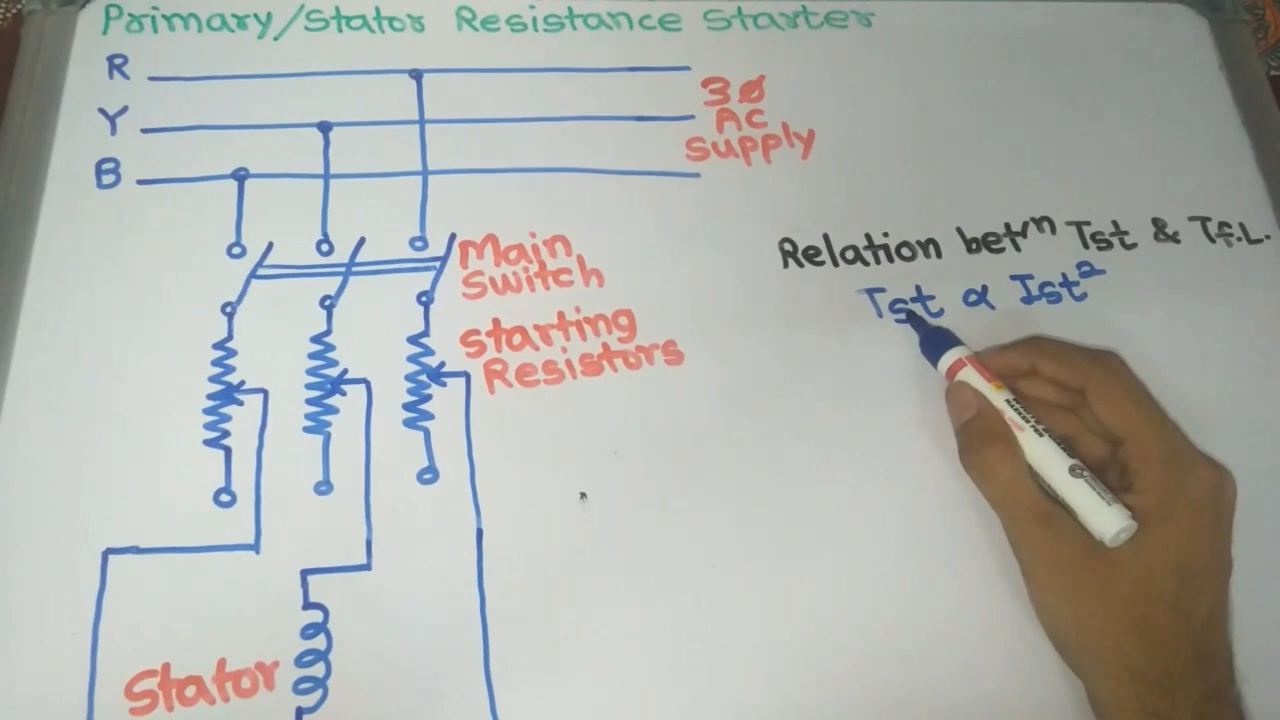 Primary/Stator Resistance Starter
R
Y
B
3Ø
AC
Supply
Main
Switch
Starting
Resistors
Stator
Relation betⁿ Tst & Tf.L.
Tst ∝ Ist²